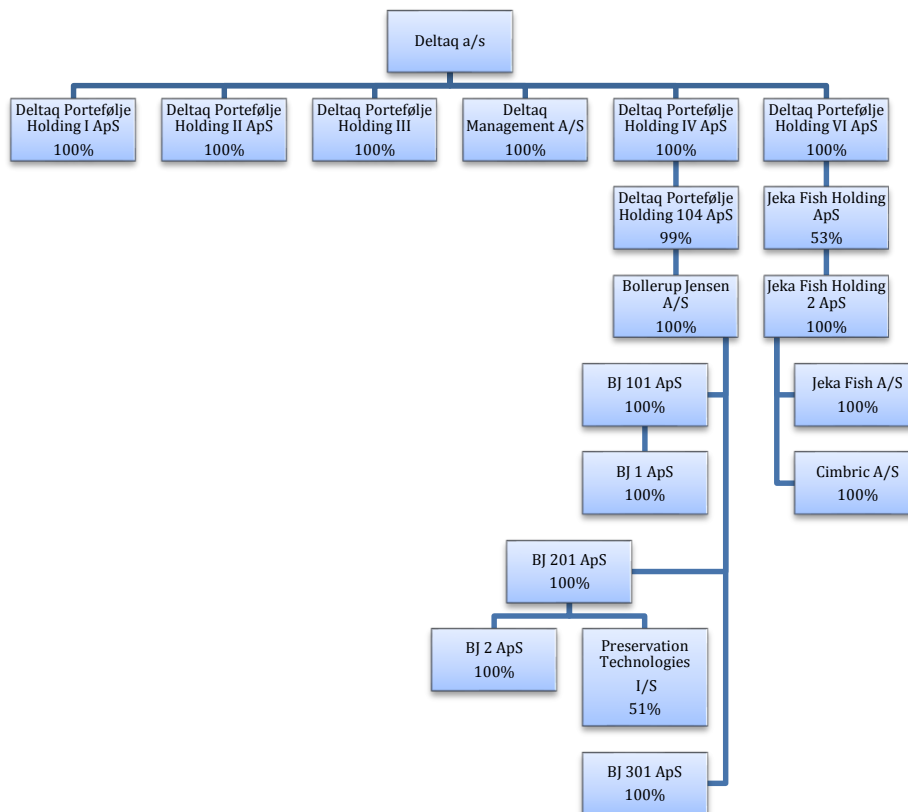 Deltaq a/s
Deltaq Portefølje
Holding I ApS
100%
Deltaq Portefølje
Holding II ApS
100%
Deltaq Portefølje
Holding III
100%
Deltaq
Management A/S
100%
Deltaq Portefølje
Holding IV ApS
100%
Deltaq Portefølje
Holding VI ApS
100%
Deltaq Portefølje
Holding 104 ApS
99%
Jeka Fish Holding
ApS
53%
Bollerup Jensen
A/S
100%
Jeka Fish Holding
2 ApS
100%
BJ 101 ApS
100%
Jeka Fish A/S
100%
BJ 1 ApS
100%
Cimbric A/S
100%
BJ 201 ApS
100%
BJ 2 ApS
100%
Preservation
Technologies
I/S
51%
BJ 301 ApS
100%